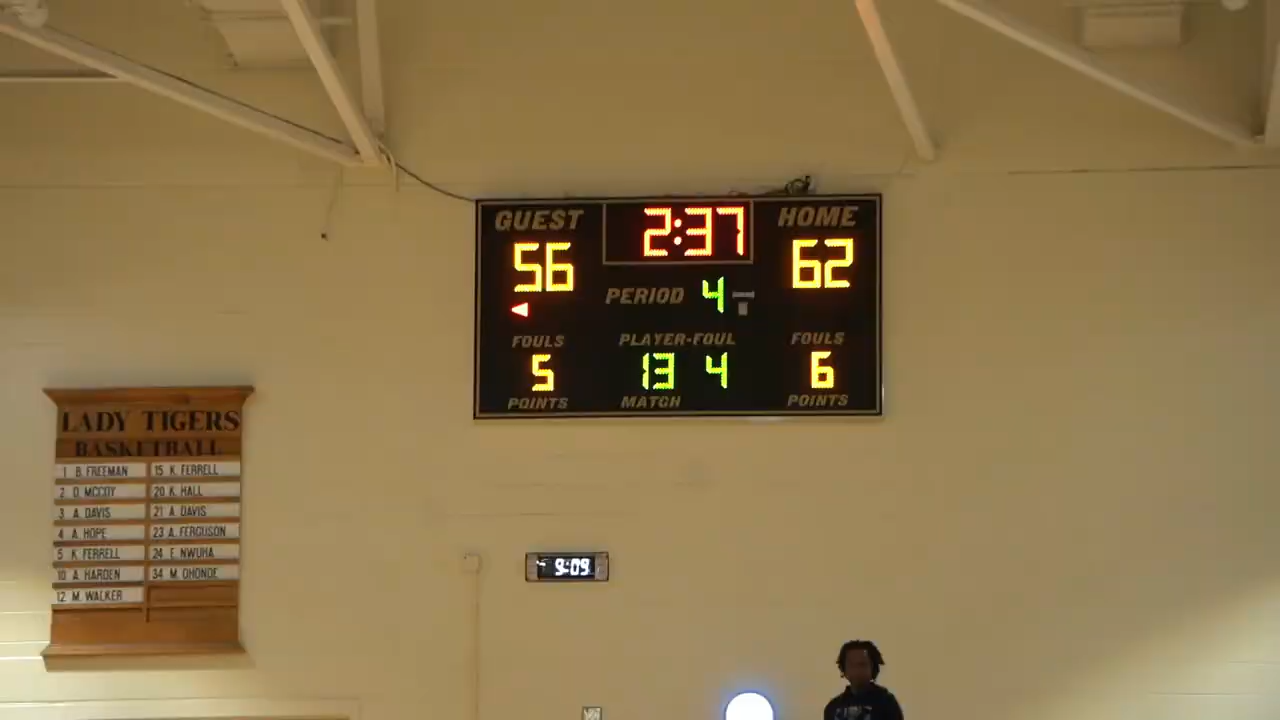 GUEST 2:37 HOME
56 62
PERIOD 4
FOULS PLAYER-FOUL FOULS
5 13 4 6
POINTS MATCH POINTS
LADY TIGERS
BASKETBALL
1 B. FREEMAN 15 K. FERRELL
2 D. MCCOY 20 K. HALL
3 A. DAVIS 21 A. DAVIS
4 A. HOPE 23 A. FERGUSON
5 K. FERRELL 24 E. NWUHA
10 A. HARDEN 34 M. OHONDE
12 M. WALKER
9:09